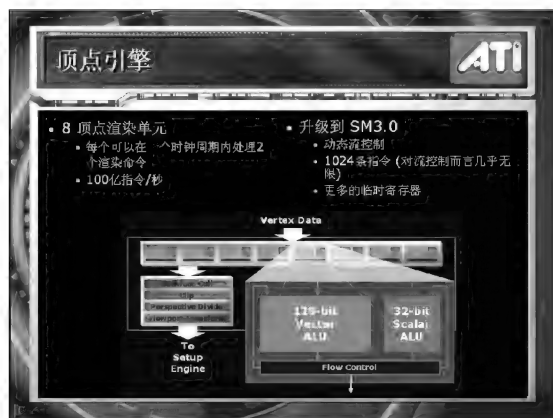 顶点引擎
ATI
• 8 顶点渲染单元
• 每个可以在一个时钟周期内处理2
个渲染命令
• 100亿指令/秒
• 升级到 SM3.0
• 动态流控制
• 1024条指令 (对流控制而言几乎无
限)
• 更多的临时寄存器
Vertex Data
Clip
Perspective Divide
Viewport Transform
128-bit
Vector
ALU
32-bit
Scalar
ALU
Flow Control
To
Setup
Engine